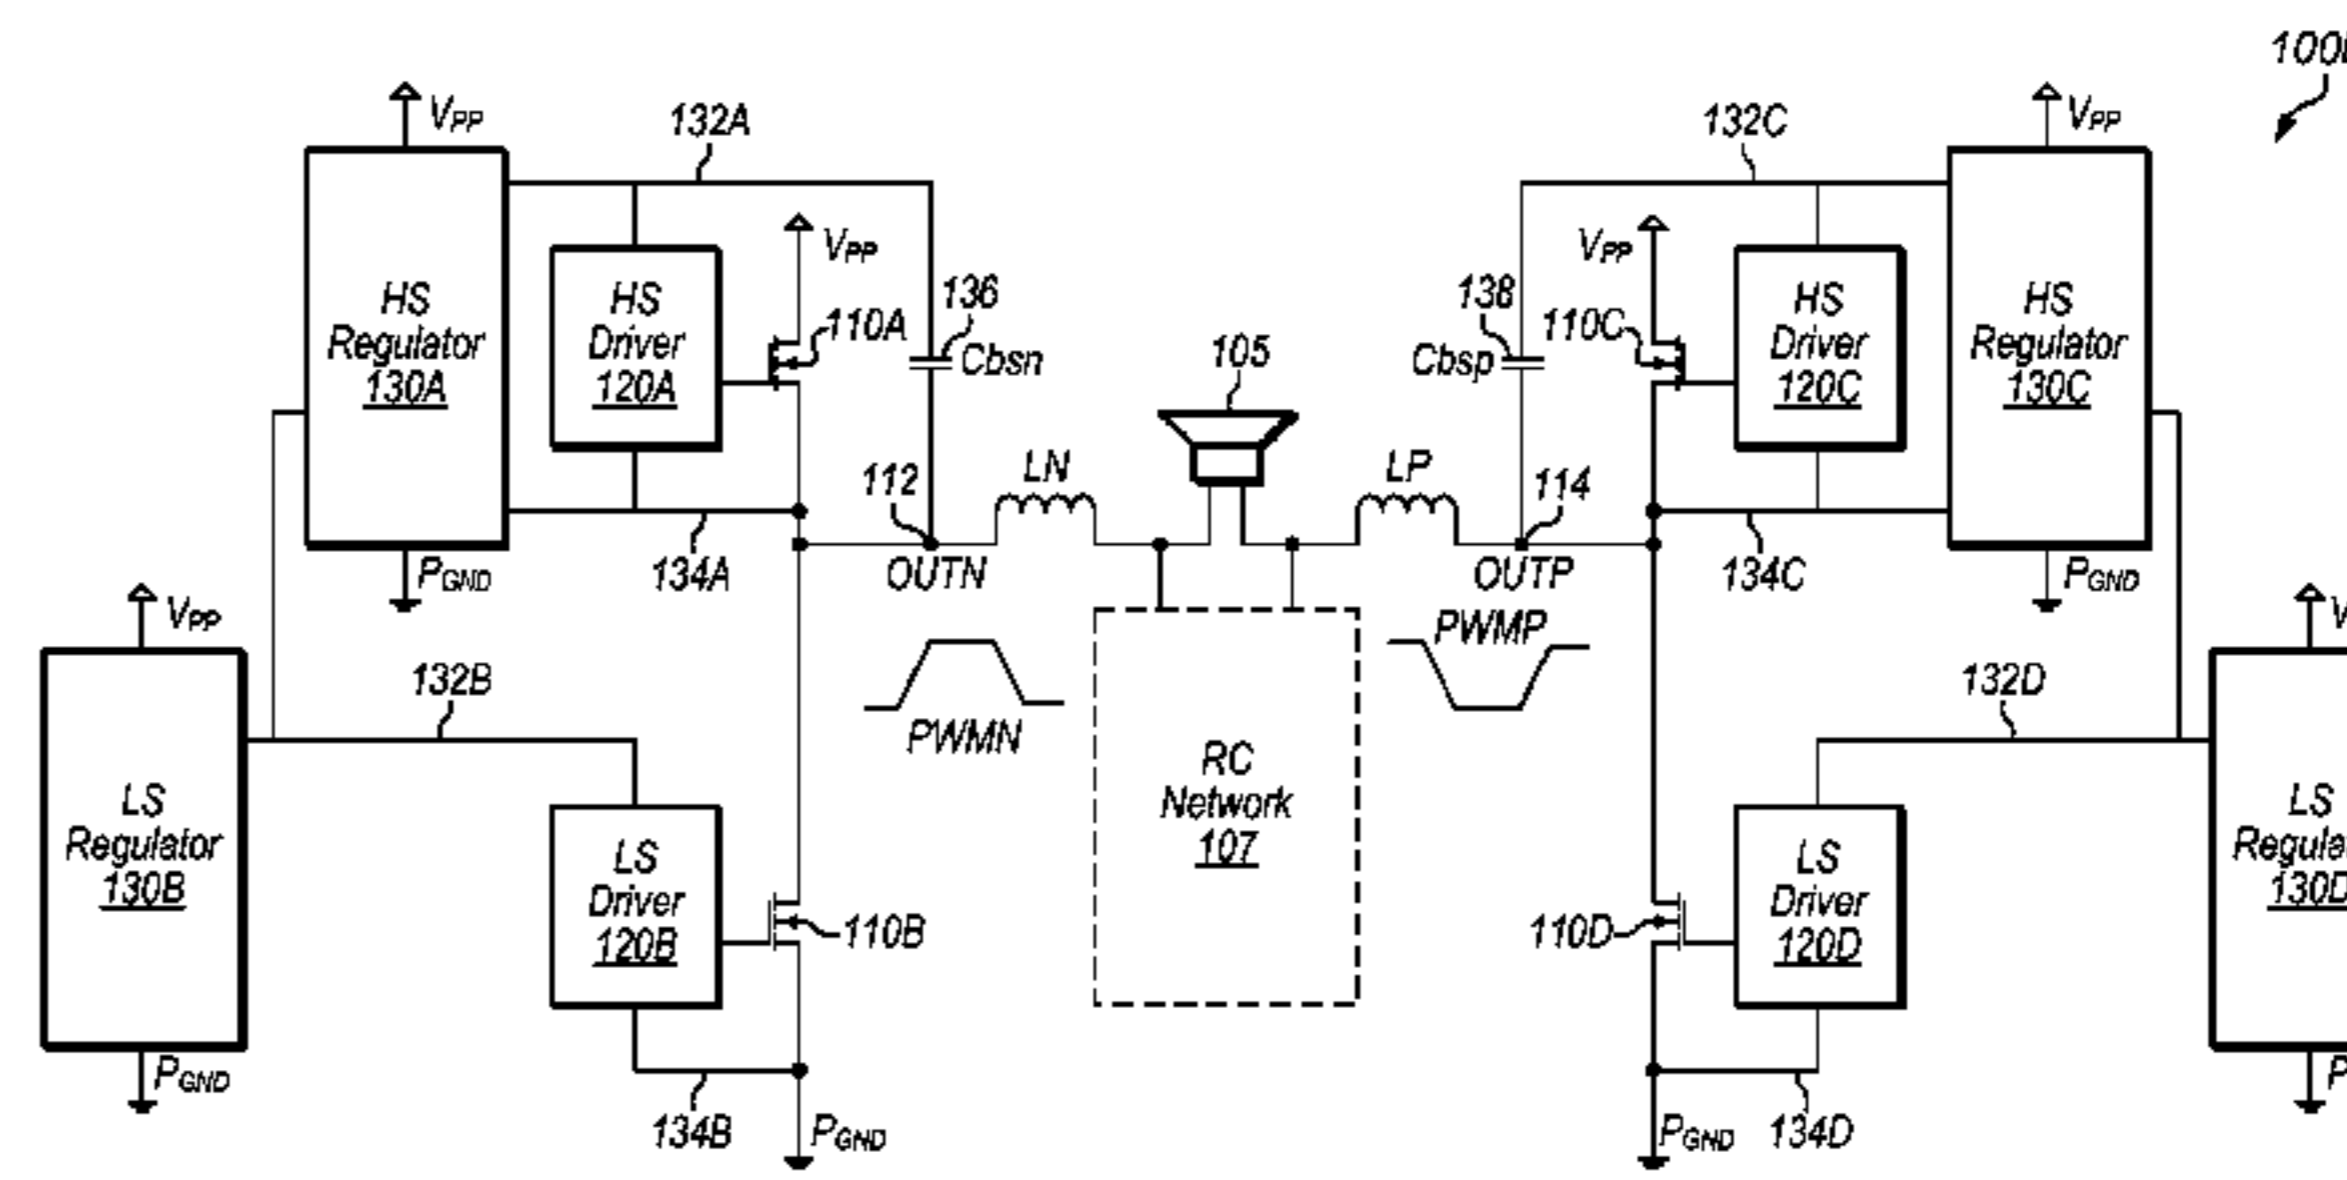 100
VPP
132A
132C
VPP
VPP
VPP
HS
Regulator
130A
HS
Driver
120A
110A
136
Cbsn
105
138
Cbsp
110C
HS
Driver
120C
HS
Regulator
130C
112
LN
LP
114
PGND
134A
OUTN
OUTP
134C
PGND
VPP
V
PWMP
132B
PWMN
132D
LS
Regulator
130B
LS
Driver
120B
110B
RC
Network
107
110D
LS
Driver
120D
LS
Regula
130D
PGND
134B
PGND
PGND
134D
P